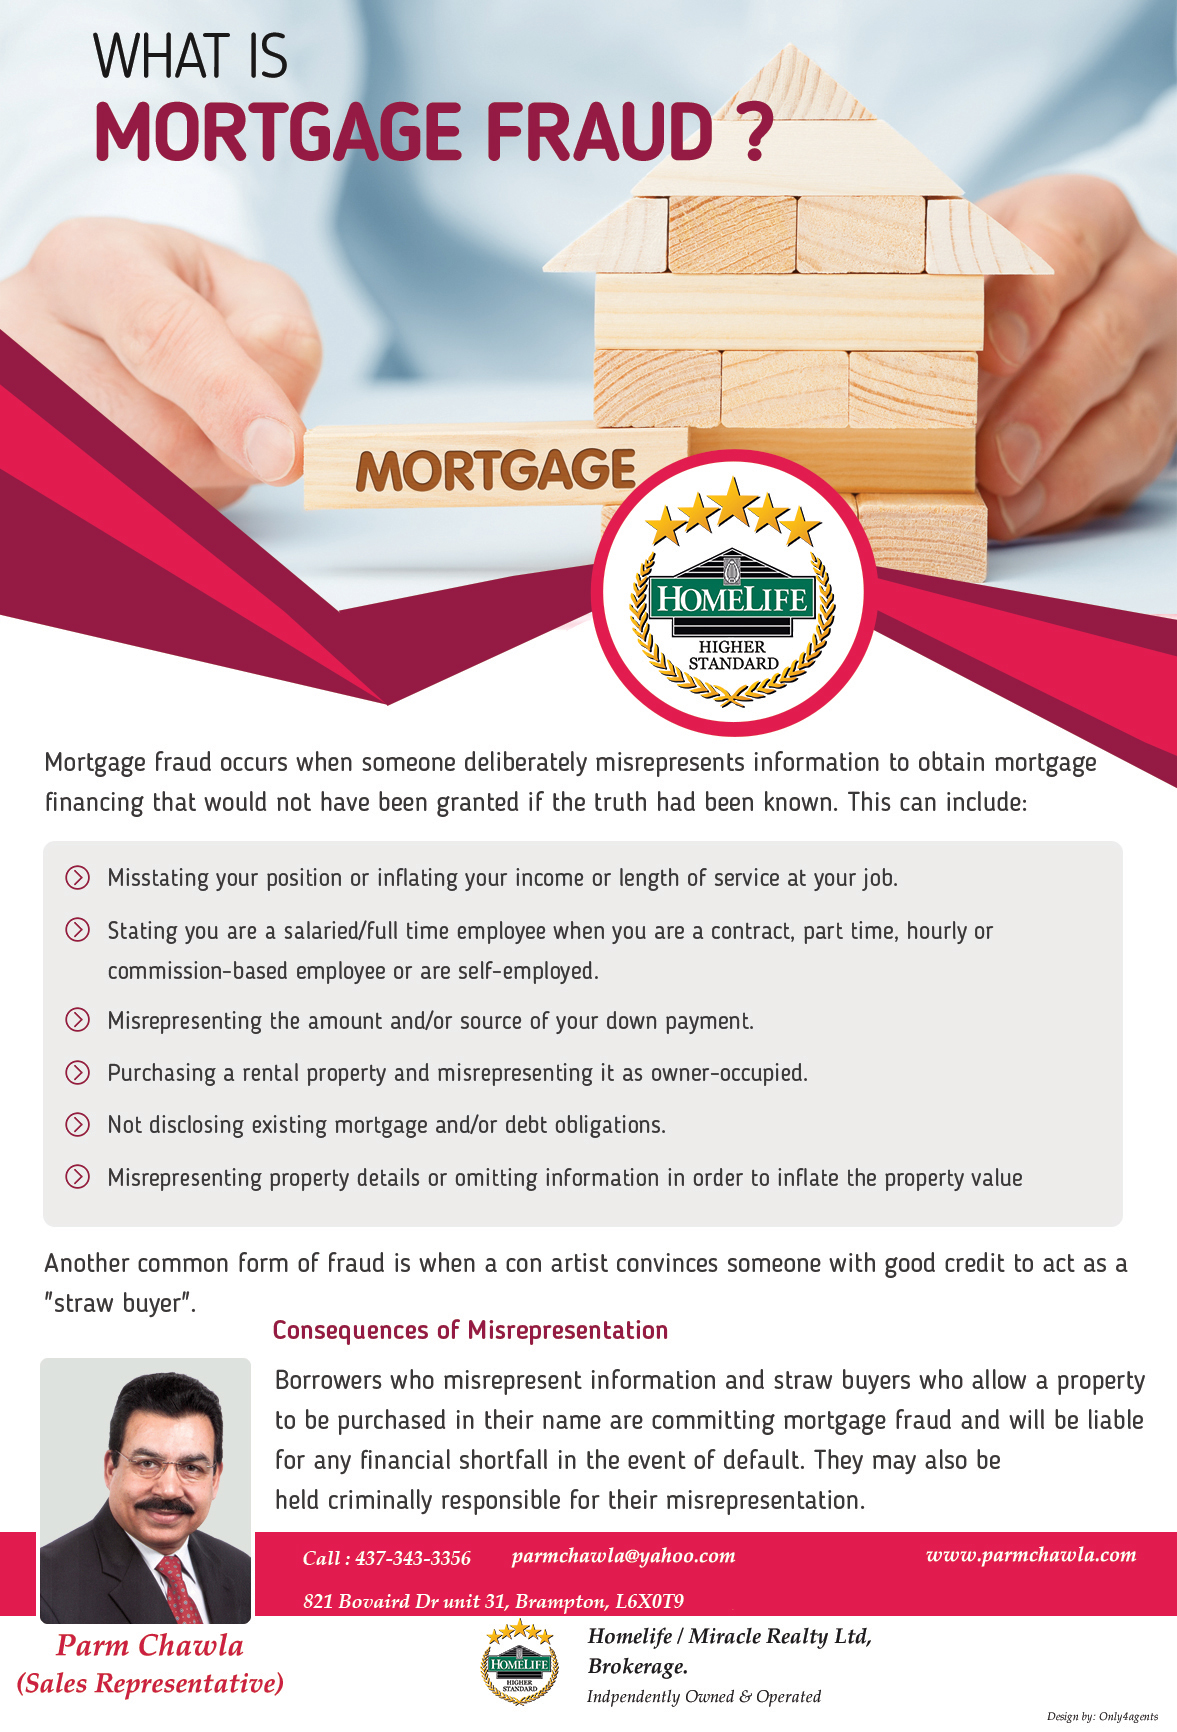 WHAT IS
MORTGAGE FRAUD ?
MORTGAGE
HOMELIFE
HIGHER
STANDARD
Mortgage fraud occurs when someone deliberately misrepresents information to obtain mortgage
financing that would not have been granted if the truth had been known. This can include:
Misstating your position or inflating your income or length of service at your job.
Stating you are a salaried/full time employee when you are a contract, part time, hourly or
commission-based employee or are self-employed.
Misrepresenting the amount and/or source of your down payment.
Purchasing a rental property and misrepresenting it as owner-occupied.
Not disclosing existing mortgage and/or debt obligations.
Misrepresenting property details or omitting information in order to inflate the property value
Another common form of fraud is when a con artist convinces someone with good credit to act as a
"straw buyer".
Consequences of Misrepresentation
Borrowers who misrepresent information and straw buyers who allow a property
to be purchased in their name are committing mortgage fraud and will be liable
for any financial shortfall in the event of default. They may also be
held criminally responsible for their misrepresentation.
Call : 437-343-3356 parmchawla@yahoo.com www.parmchawla.com
821 Bovaird Dr unit 31, Brampton, L6X0T9
Parm Chawla
(Sales Representative)
HOMELIFE
HIGHER
STANDARD
Homelife / Miracle Realty Ltd,
Brokerage.
Indpendently Owned & Operated
Design by: Only4agents